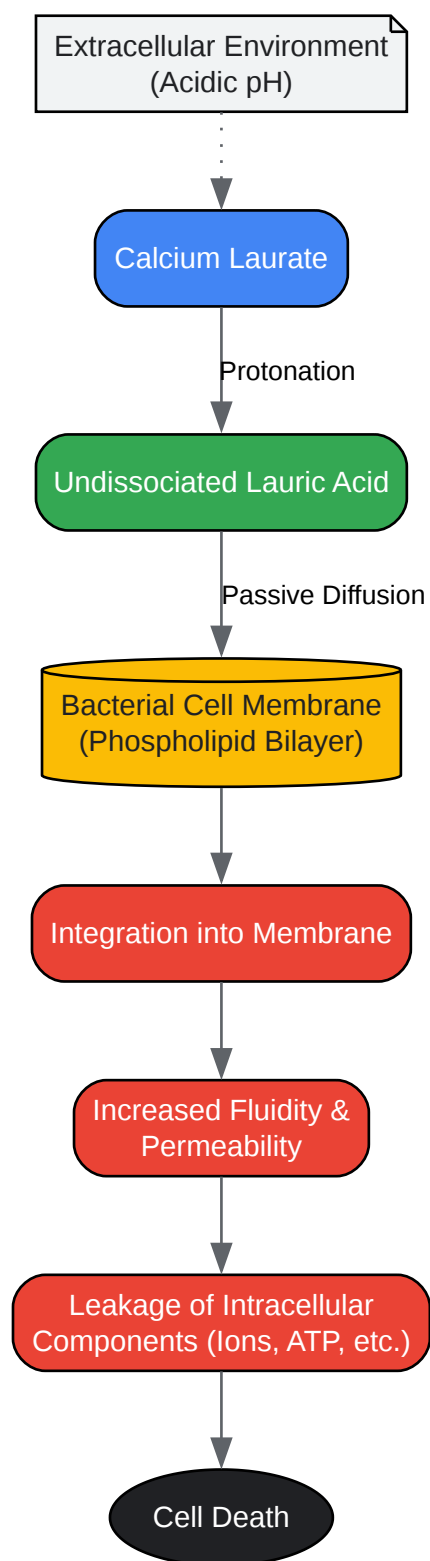 Extracellular Environment
(Acidic pH)
Calcium Laurate
Protonation
Undissociated Lauric Acid
Passive Diffusion
Bacterial Cell Membrane
(Phospholipid Bilayer)
Integration into Membrane
Increased Fluidity &
Permeability
Leakage of Intracellular
Components (Ions, ATP, etc.)
Cell Death